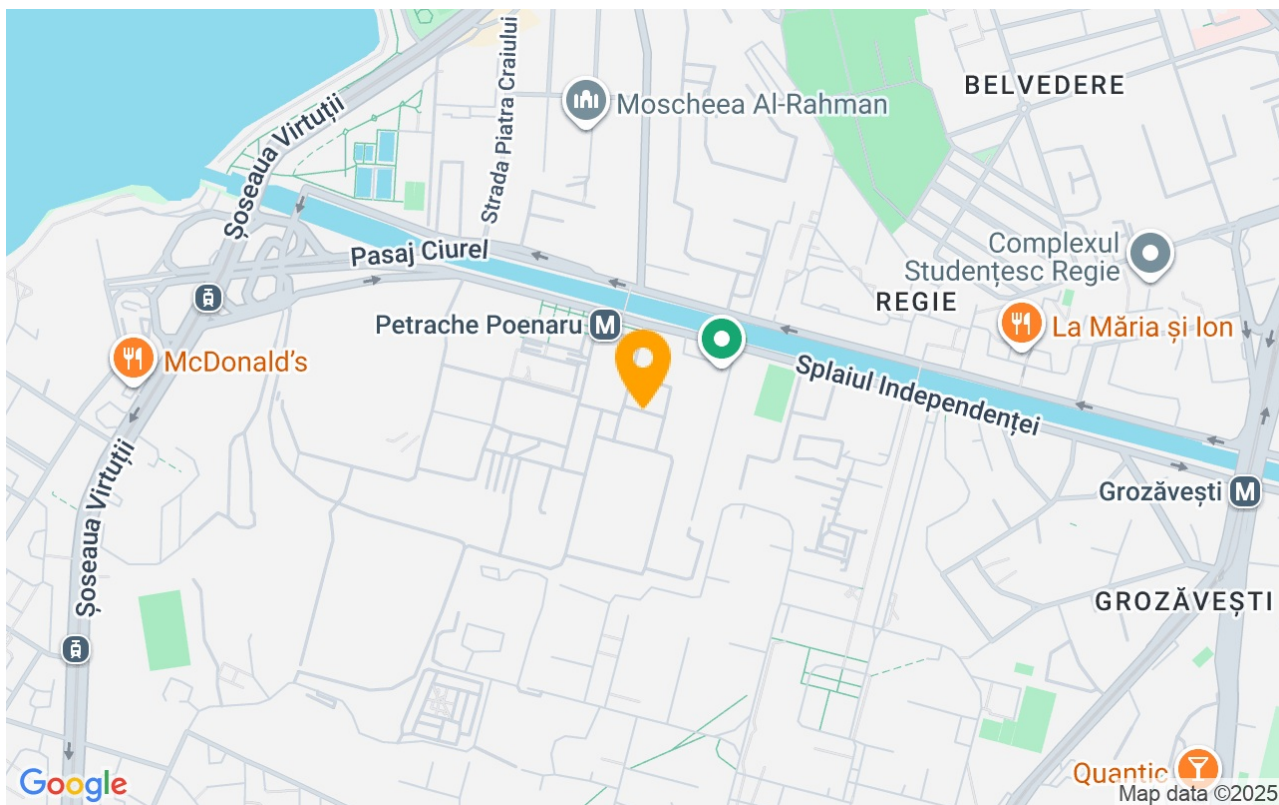 Șoseaua Virtuții
Strada Piatra Craiului
Moscheea Al-Rahman
BELVEDERE
Pasaj Ciurel
Complexul
Studențesc Regie
REGIE
Petrache Poenaru
M
La Măria și Ion
McDonald's
Splaiul Independenței
Șoseaua Virtuții
Grozăvești
M
GROZĂVEȘTI
Quantic
Google
Map data ©2025